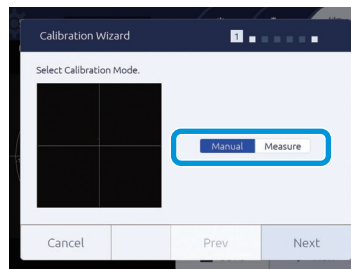 Calibration Wizard 1
Select Calibration Mode.
Manual Measure
Cancel Prev Next